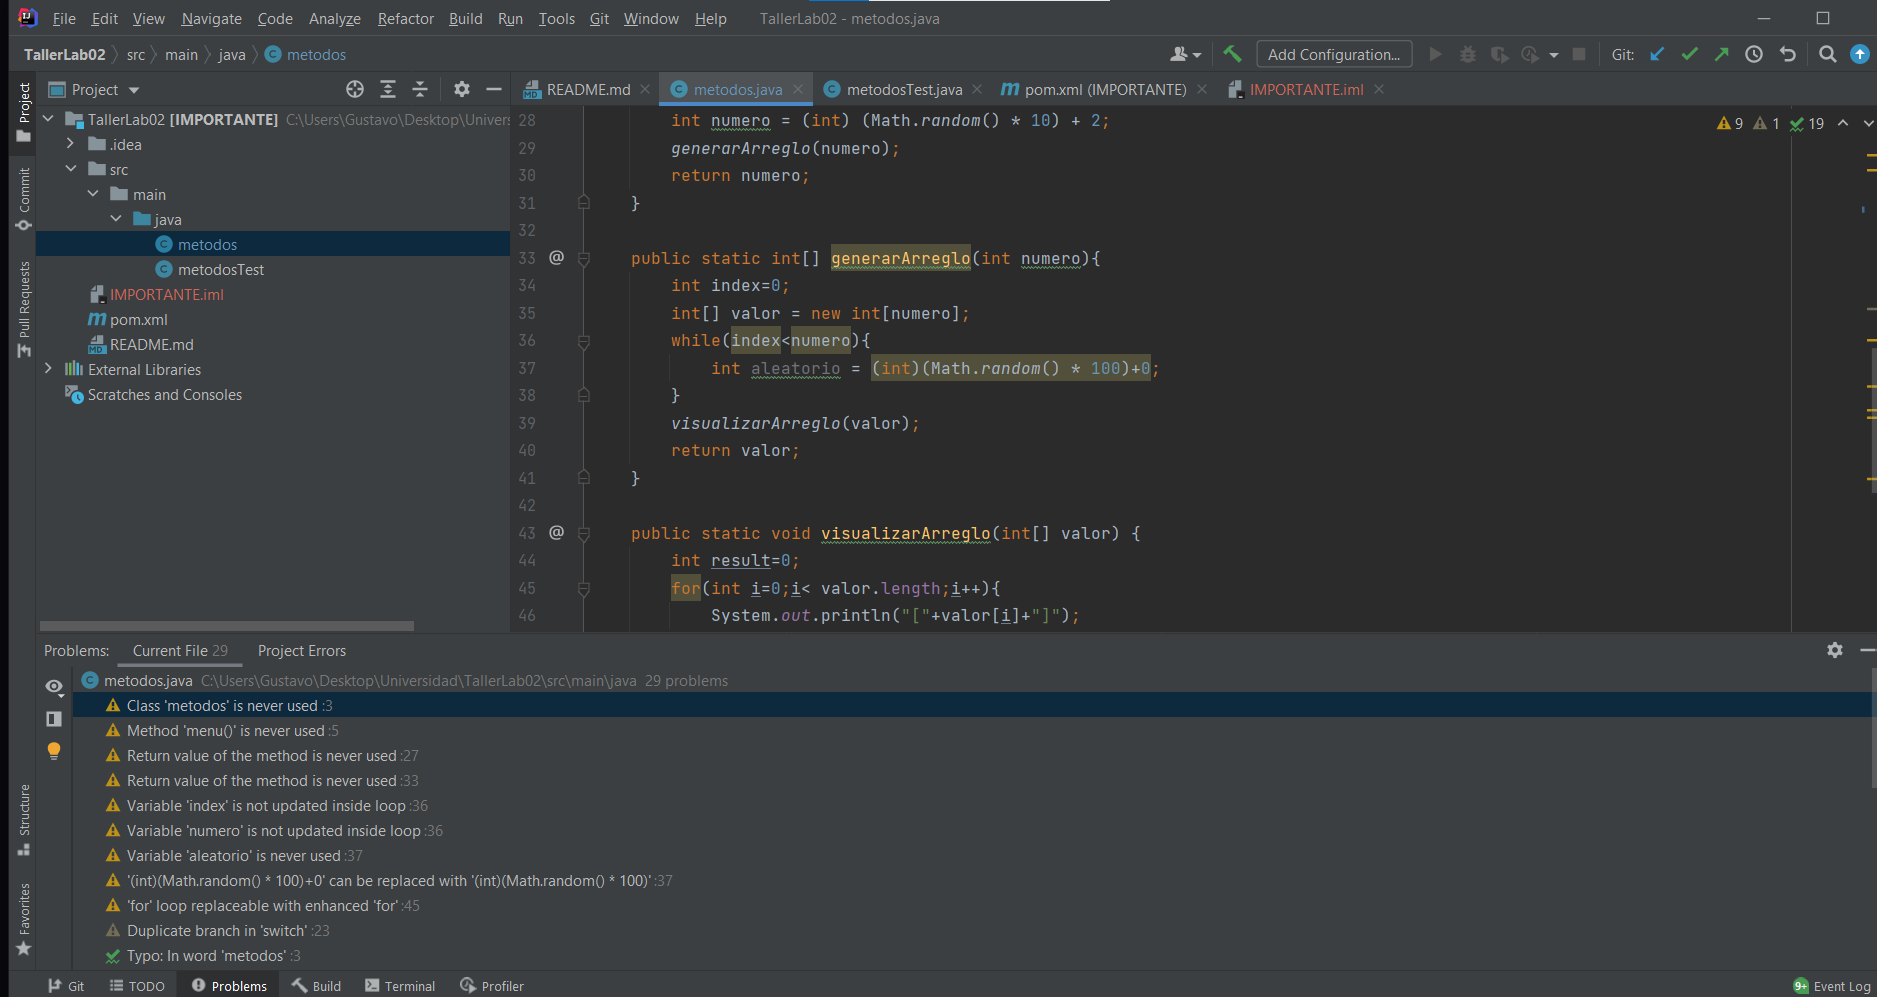 File Edit View Navigate Code Analyze Refactor Build Run Tools Git Window Help TallerLab02 - metodos.java
TallerLab02 src main java metodos Add Configuration... Git:
Project README.md metodos.java metodosTest.java pom.xml (IMPORTANTE) IMPORTANTE.iml
Project
Commit
Pull Requests
Structure
Favorites
TallerLab02 [IMPORTANTE] C:\Users\Gustavo\Desktop\Univers
.idea
src
main
java
metodos
metodosTest
IMPORTANTE.iml
pom.xml
README.md
External Libraries
Scratches and Consoles
9 1 19
28 int numero = (int) (Math.random() * 10) + 2;
29 generarArreglo(numero);
30 return numero;
31 }
32
33 @ public static int[] generarArreglo(int numero){
34 int index=0;
35 int[] valor = new int[numero];
36 while(index<numero){
37 int aleatorio = (int)(Math.random() * 100)+0;
38 }
39 visualizarArreglo(valor);
40 return valor;
41 }
42
43 @ public static void visualizarArreglo(int[] valor) {
44 int result=0;
45 for(int i=0;i< valor.length;i++){
46 System.out.println("["+valor[i]+"]");
Problems: Current File 29 Project Errors
metodos.java C:\Users\Gustavo\Desktop\Universidad\TallerLab02\src\main\java 29 problems
Class 'metodos' is never used :3
Method 'menu()' is never used :5
Return value of the method is never used :27
Return value of the method is never used :33
Variable 'index' is not updated inside loop :36
Variable 'numero' is not updated inside loop :36
Variable 'aleatorio' is never used :37
'(int)(Math.random() * 100)+0' can be replaced with '(int)(Math.random() * 100)' :37
'for' loop replaceable with enhanced 'for' :45
Duplicate branch in 'switch' :23
Typo: In word 'metodos' :3
Git TODO Problems Build Terminal Profiler 9+ Event Log